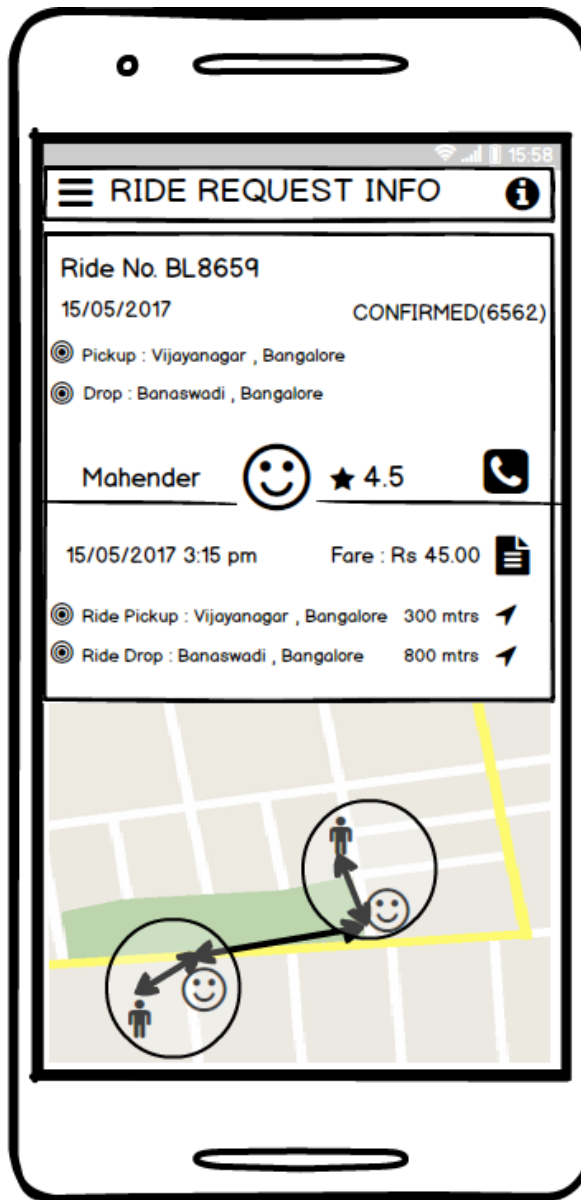 15:58
RIDE REQUEST INFO
Ride No. BL8659
15/05/2017 CONFIRMED(6562)
Pickup : Vijayanagar , Bangalore
Drop : Banaswadi , Bangalore
Mahender 4.5
15/05/2017 3:15 pm Fare : Rs 45.00
Ride Pickup : Vijayanagar , Bangalore 300 mtrs
Ride Drop : Banaswadi , Bangalore 800 mtrs